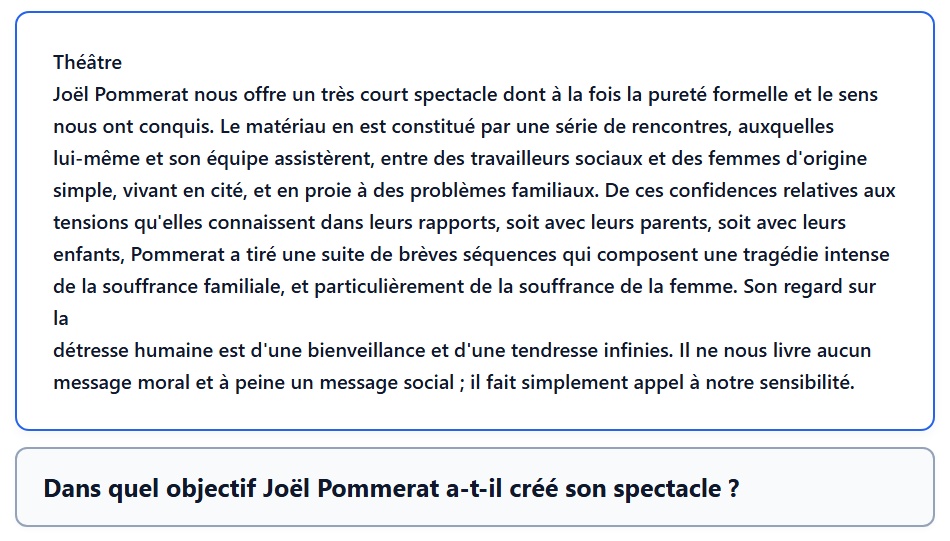 Théâtre
Joël Pommerat nous offre un très court spectacle dont à la fois la pureté formelle et le sens
nous ont conquis. Le matériau en est constitué par une série de rencontres, auxquelles
lui-même et son équipe assistèrent, entre des travailleurs sociaux et des femmes d'origine
simple, vivant en cité, et en proie à des problèmes familiaux. De ces confidences relatives aux
tensions qu'elles connaissent dans leurs rapports, soit avec leurs parents, soit avec leurs
enfants, Pommerat a tiré une suite de brèves séquences qui composent une tragédie intense
de la souffrance familiale, et particulièrement de la souffrance de la femme. Son regard sur
la
détresse humaine est d'une bienveillance et d'une tendresse infinies. Il ne nous livre aucun
message moral et à peine un message social ; il fait simplement appel à notre sensibilité.
Dans quel objectif Joël Pommerat a-t-il créé son spectacle ?